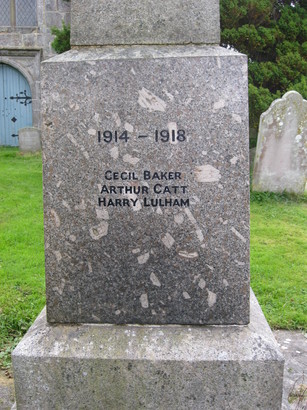 1914 – 1918
Cecil Baker
Arthur Catt
Harry Lulham